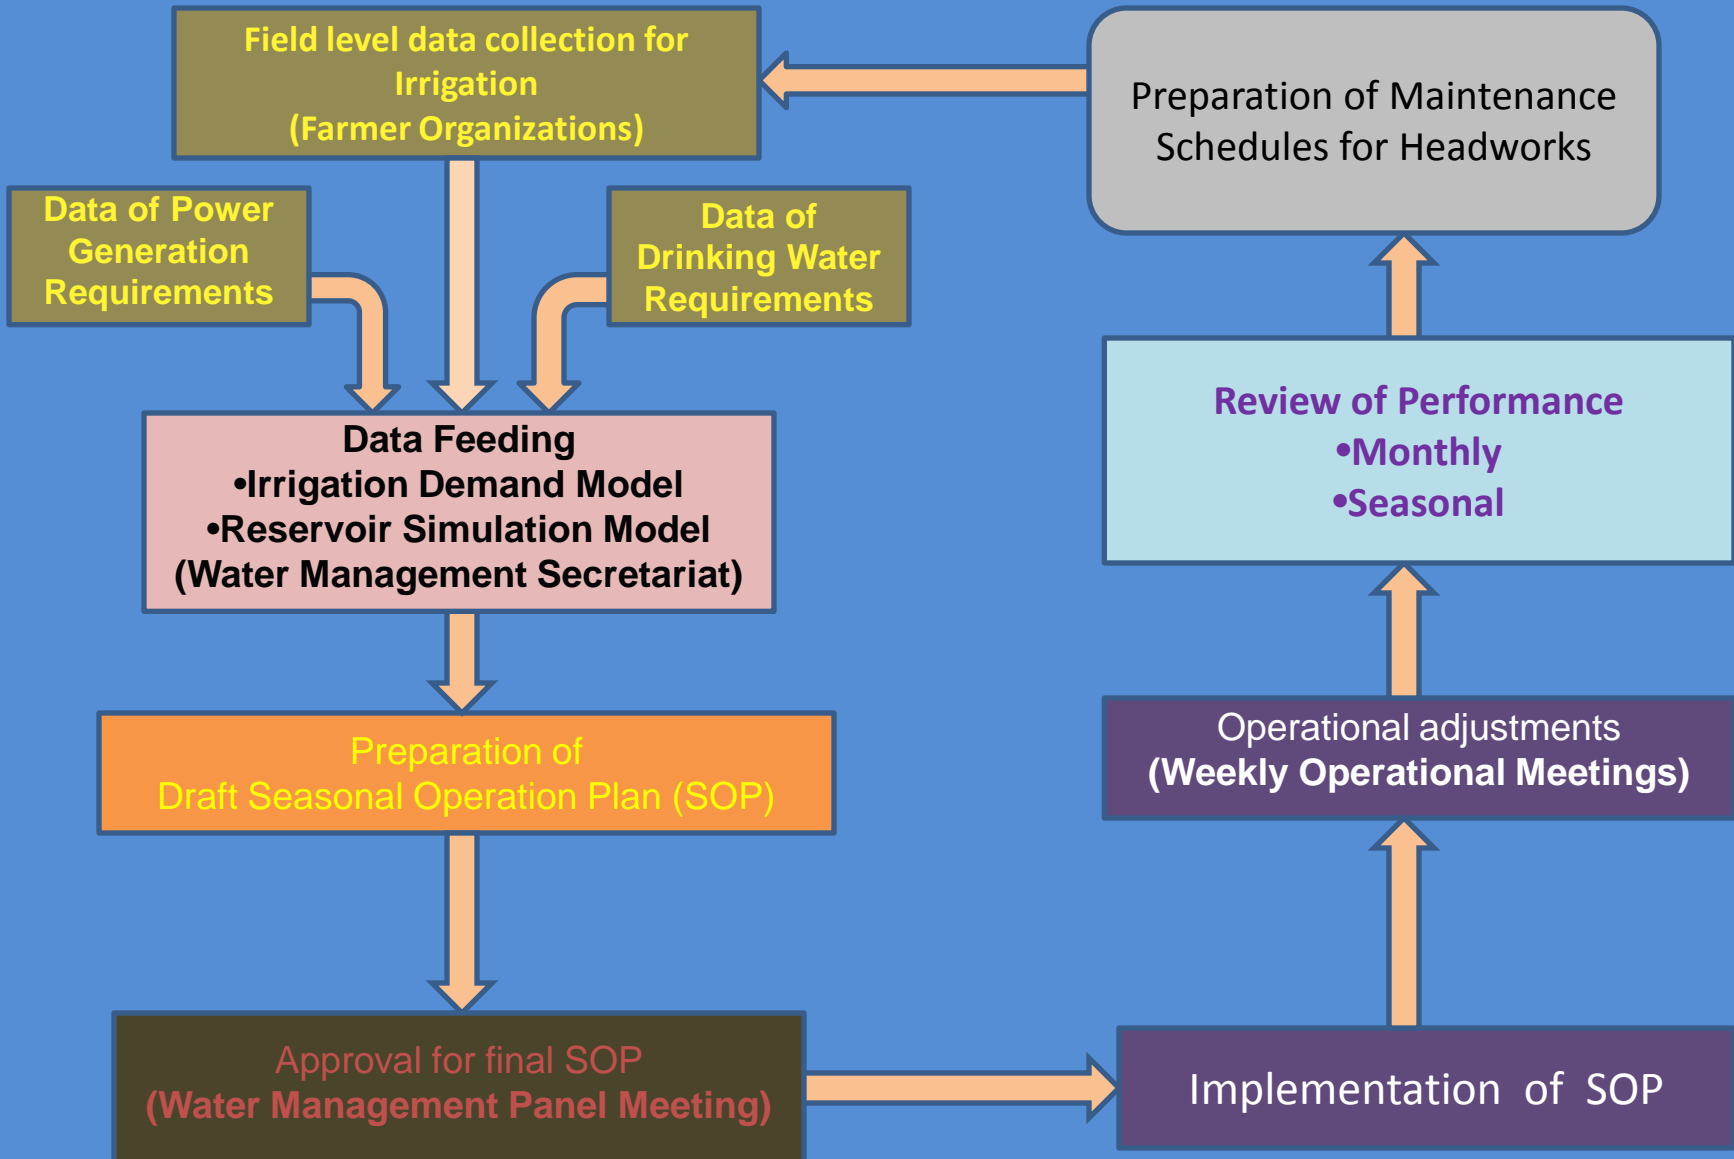 Field level data collection for
Irrigation
(Farmer Organizations)
Data of Power
Generation
Requirements
Data of
Drinking Water
Requirements
Data Feeding
•Irrigation Demand Model
•Reservoir Simulation Model
(Water Management Secretariat)
Preparation of
Draft Seasonal Operation Plan (SOP)
Approval for final SOP
(Water Management Panel Meeting)
Implementation of SOP
Operational adjustments
(Weekly Operational Meetings)
Review of Performance
•Monthly
•Seasonal
Preparation of Maintenance
Schedules for Headworks